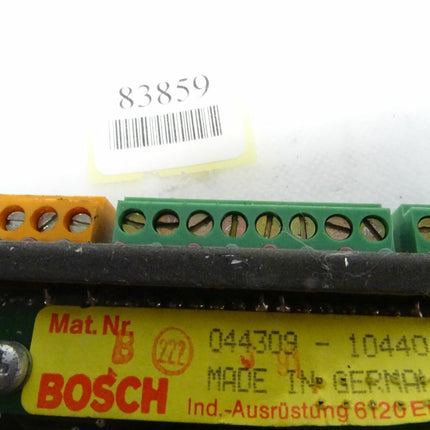 83859
Mat. Nr. 044309 - 10440
B 222
BOSCH MADE IN GERMAN
Ind.-Ausrüstung 6120 E